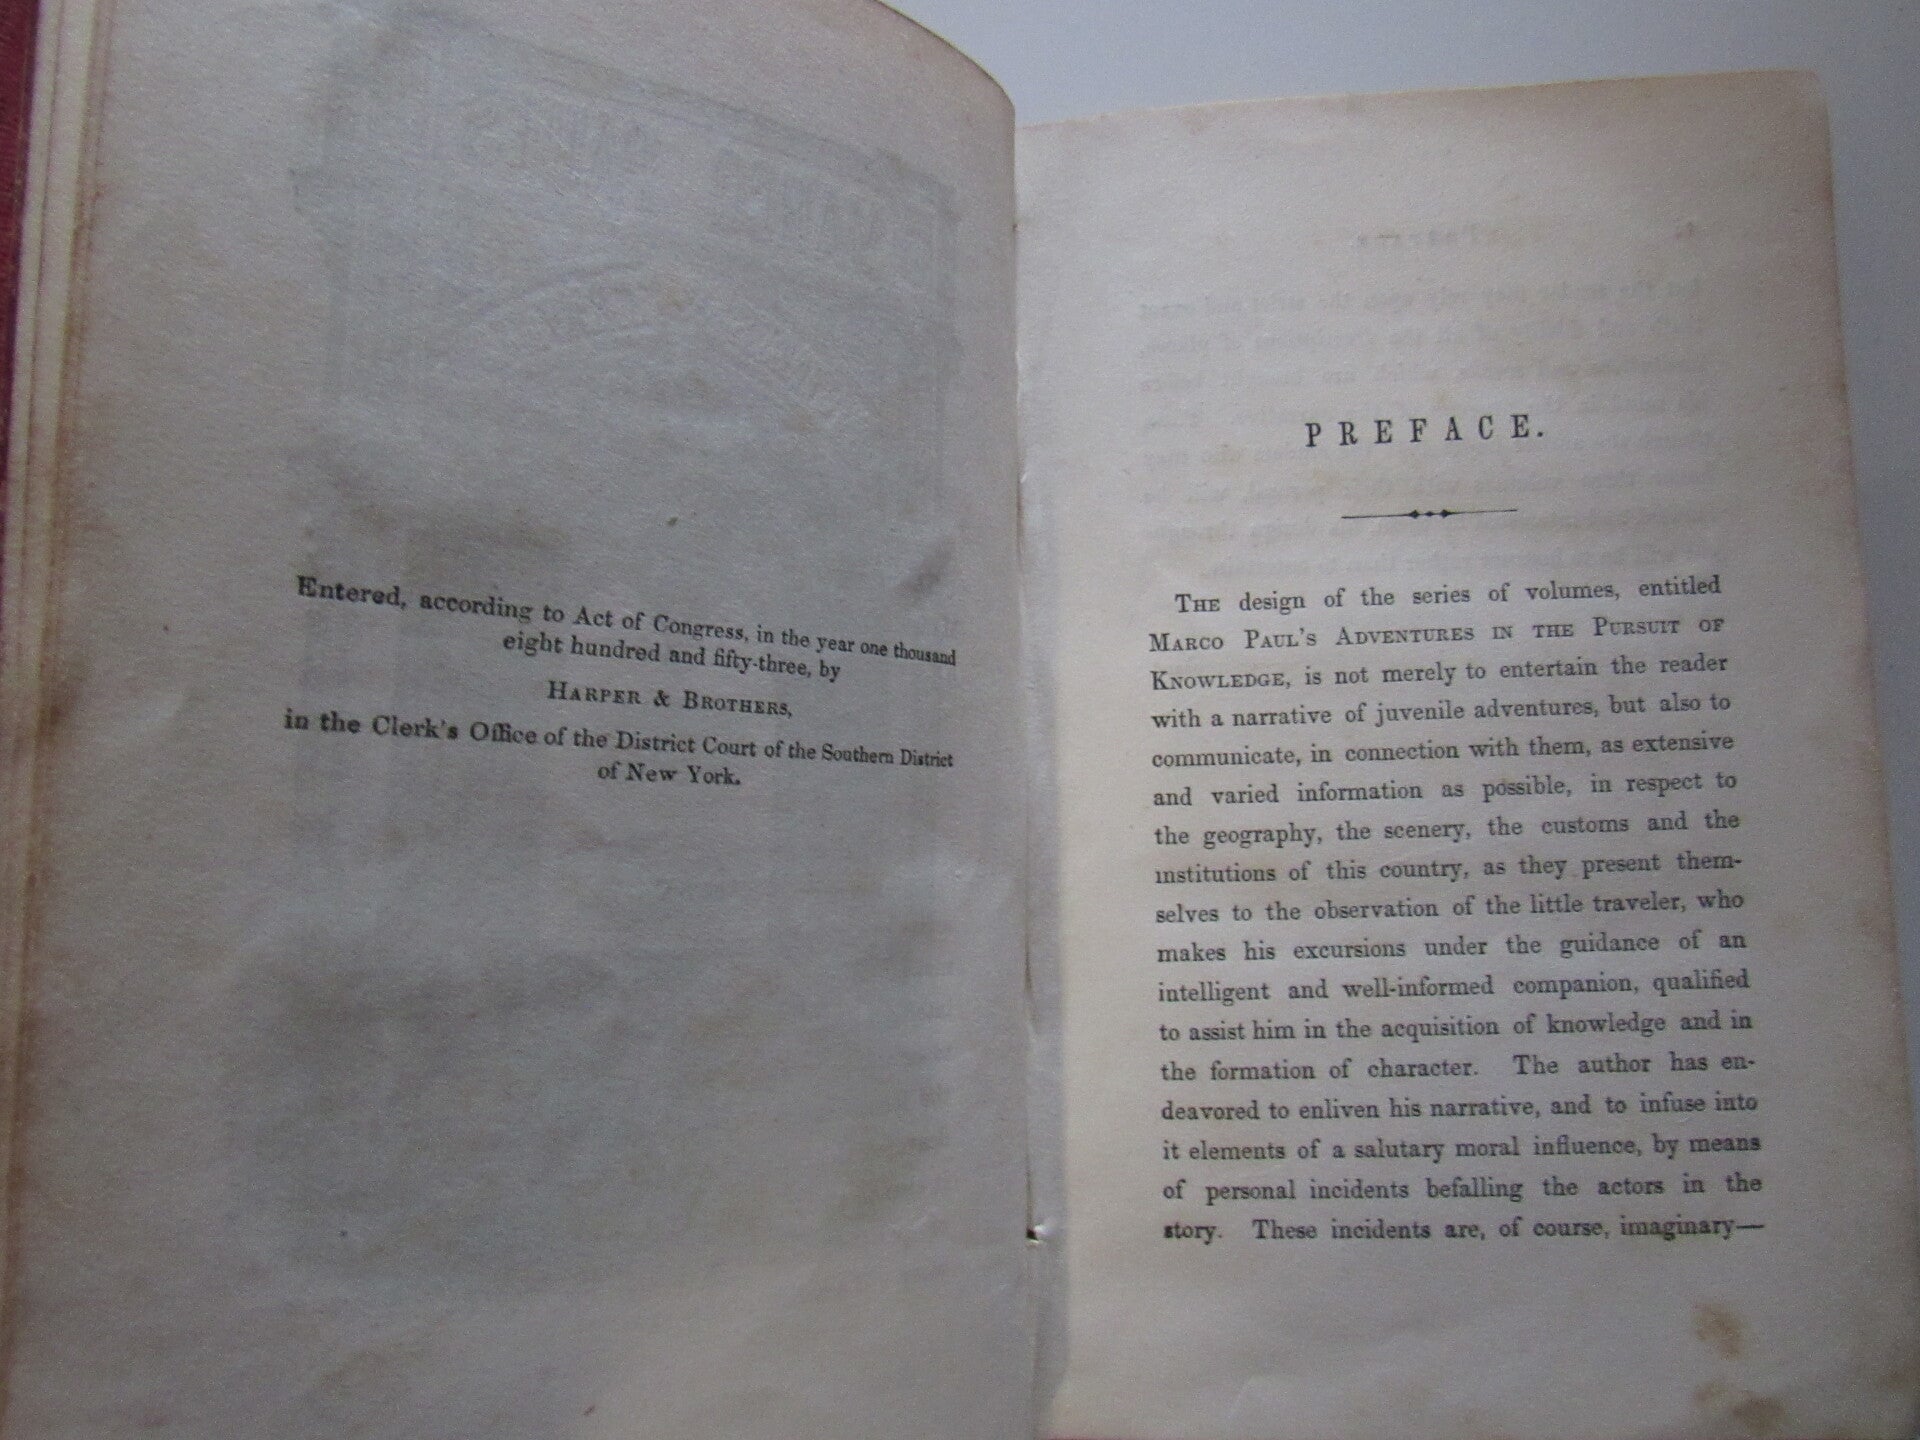 Entered, according to Act of Congress, in the year one thousand
eight hundred and fifty-three, by
HARPER & BROTHERS,
in the Clerk's Office of the District Court of the Southern District
of New York.
PREFACE.
THE design of the series of volumes, entitled
MARCO PAUL'S ADVENTURES IN THE PURSUIT OF
KNOWLEDGE, is not merely to entertain the reader
with a narrative of juvenile adventures, but also to
communicate, in connection with them, as extensive
and varied information as possible, in respect to
the geography, the scenery, the customs and the
institutions of this country, as they present them-
selves to the observation of the little traveler, who
makes his excursions under the guidance of an
intelligent and well-informed companion, qualified
to assist him in the acquisition of knowledge and in
the formation of character. The author has en-
deavored to enliven his narrative, and to infuse into
it elements of a salutary moral influence, by means
of personal incidents befalling the actors in the
story. These incidents are, of course, imaginary—